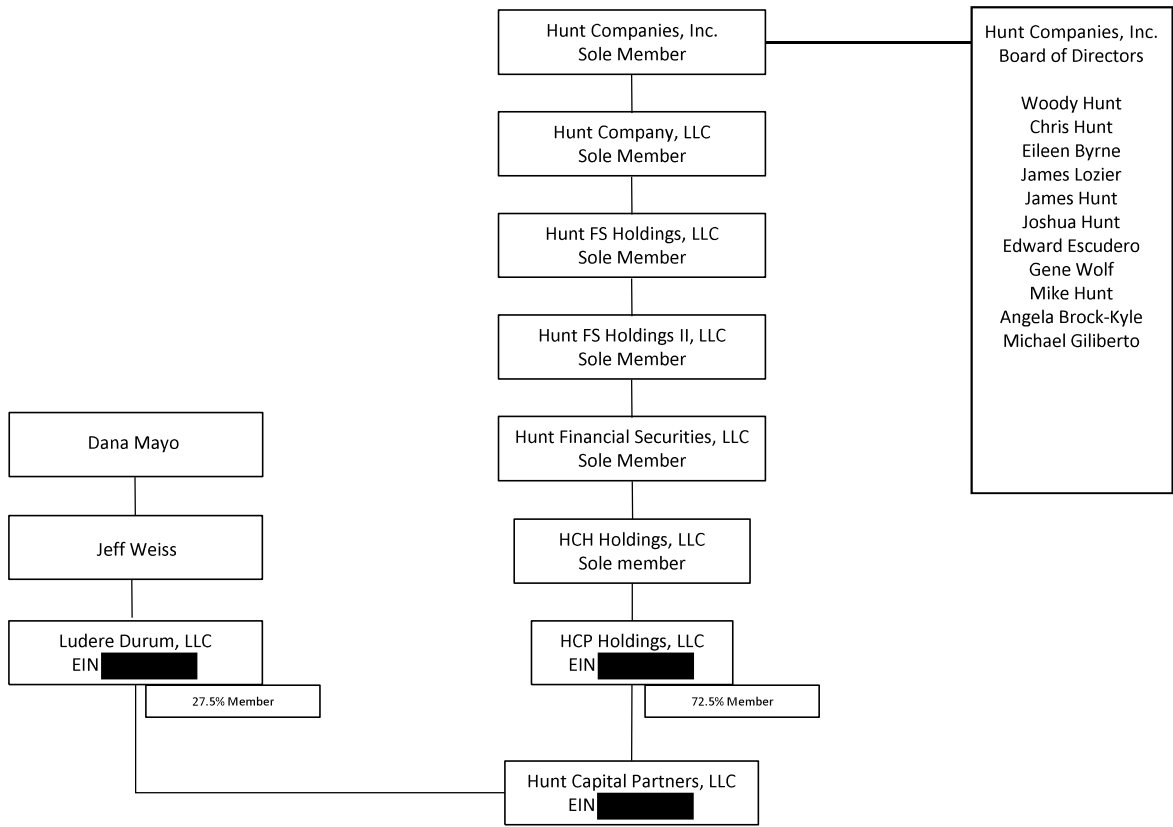 Hunt Companies, Inc.
Sole Member
Hunt Companies, Inc.
Board of Directors
Woody Hunt
Chris Hunt
Eileen Byrne
James Lozier
James Hunt
Joshua Hunt
Edward Escudero
Gene Wolf
Mike Hunt
Angela Brock-Kyle
Michael Giliberto
Hunt Company, LLC
Sole Member
Hunt FS Holdings, LLC
Sole Member
Hunt FS Holdings II, LLC
Sole Member
Hunt Financial Securities, LLC
Sole Member
HCH Holdings, LLC
Sole member
Dana Mayo
Jeff Weiss
Ludere Durum, LLC
EIN
27.5% Member
HCP Holdings, LLC
EIN
72.5% Member
Hunt Capital Partners, LLC
EIN